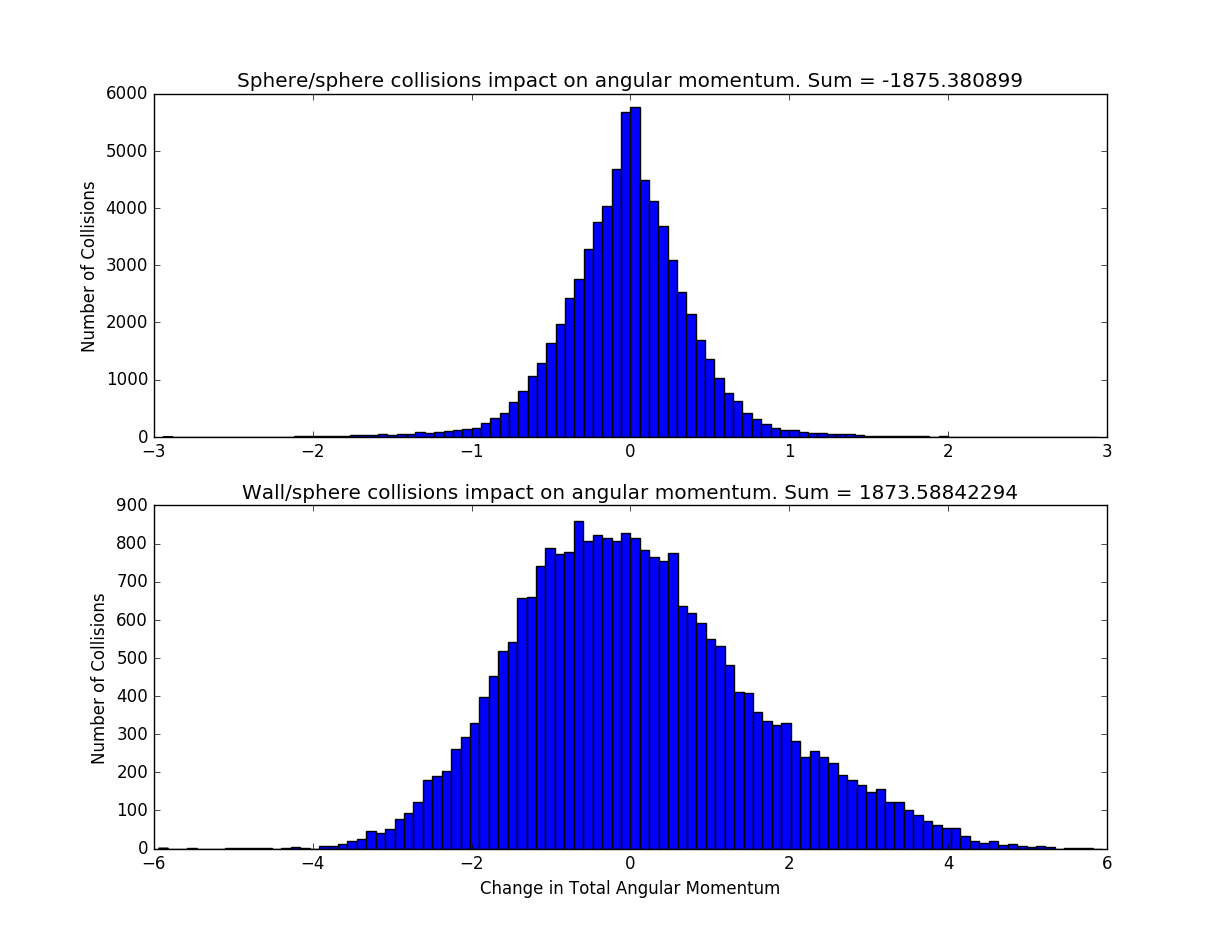 Sphere/sphere collisions impact on angular momentum. Sum = -1875.380899
6000
5000
4000
3000
2000
1000
0
Number of Collisions
−3 −2 −1 0 1 2 3
Wall/sphere collisions impact on angular momentum. Sum = 1873.58842294
900
800
700
600
500
400
300
200
100
0
Number of Collisions
−6 −4 −2 0 2 4 6
Change in Total Angular Momentum